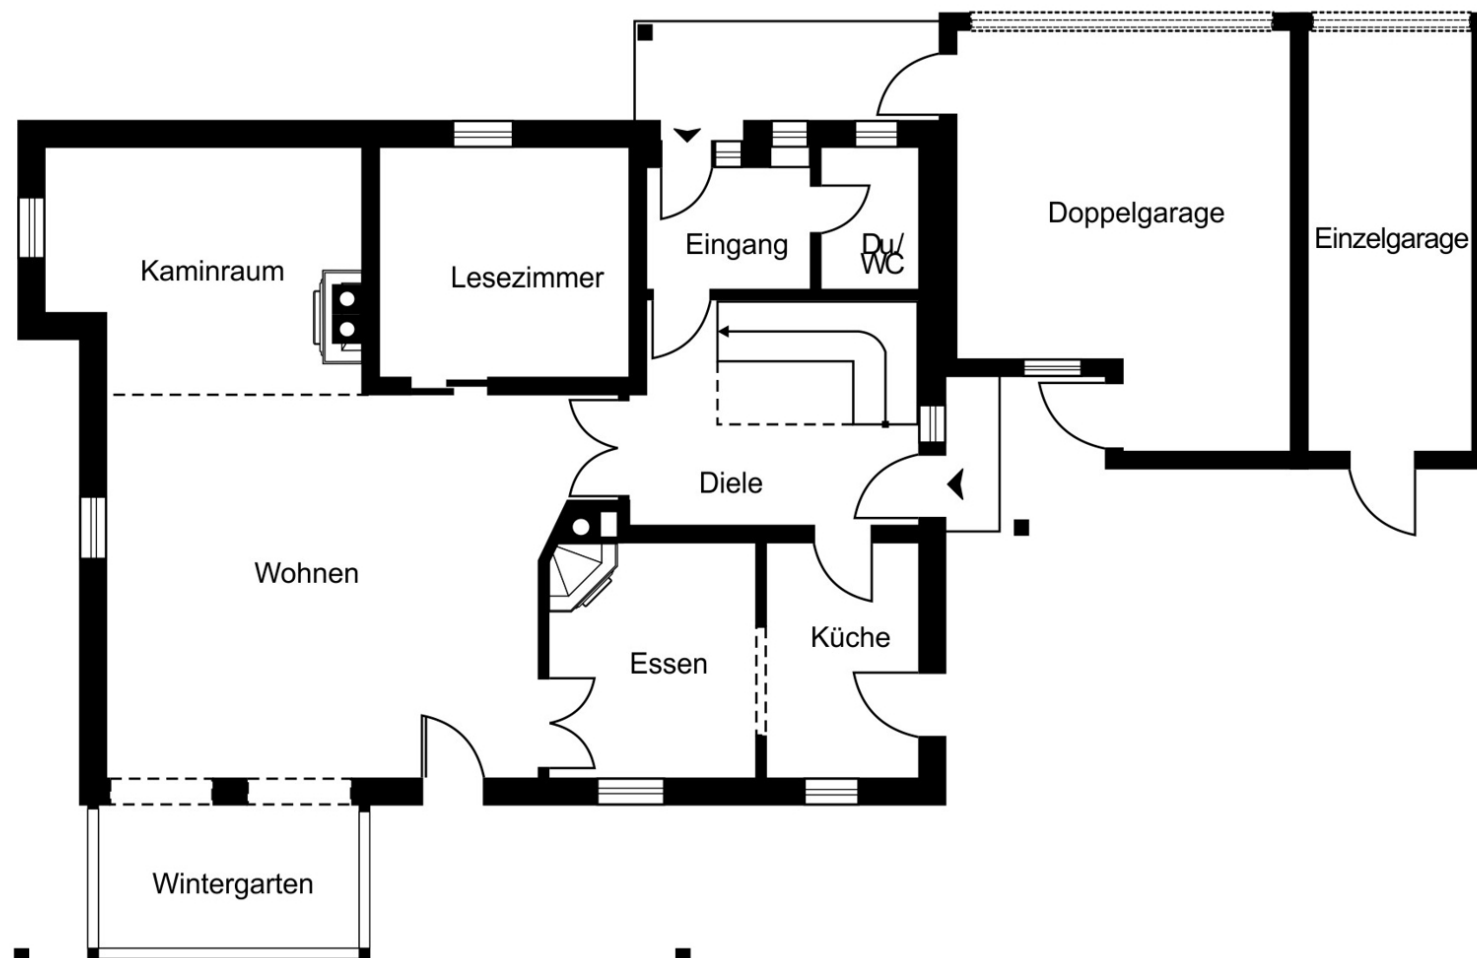 Doppelgarage
Einzelgarage
Eingang
Du/
WC
Kaminraum
Lesezimmer
Diele
Wohnen
Küche
Essen
Wintergarten